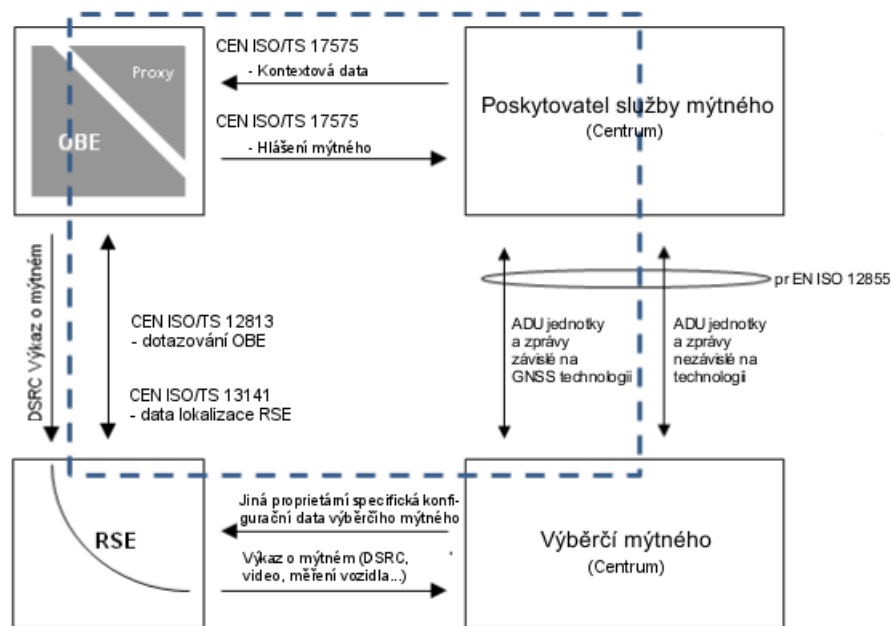 CEN ISO/TS 17575
- Kontextová data
Proxy
OBE
CEN ISO/TS 17575
- Hlášení mýtného
Poskytovatel služby mýtného
(Centrum)
DSRC Výkaz o mýtném
CEN ISO/TS 12813
- dotazování OBE
CEN ISO/TS 13141
- data lokalizace RSE
pr EN ISO 12855
ADU jednotky
a zprávy
závislé na
GNSS technologii
ADU jednotky
a zprávy
nezávislé na
technologii
RSE
Jiná proprietární specifická konfi-
gurační data výběrčího mýtného
Výkaz o mýtném (DSRC,
video, měření vozidla...)
Výběrčí mýtného
(Centrum)